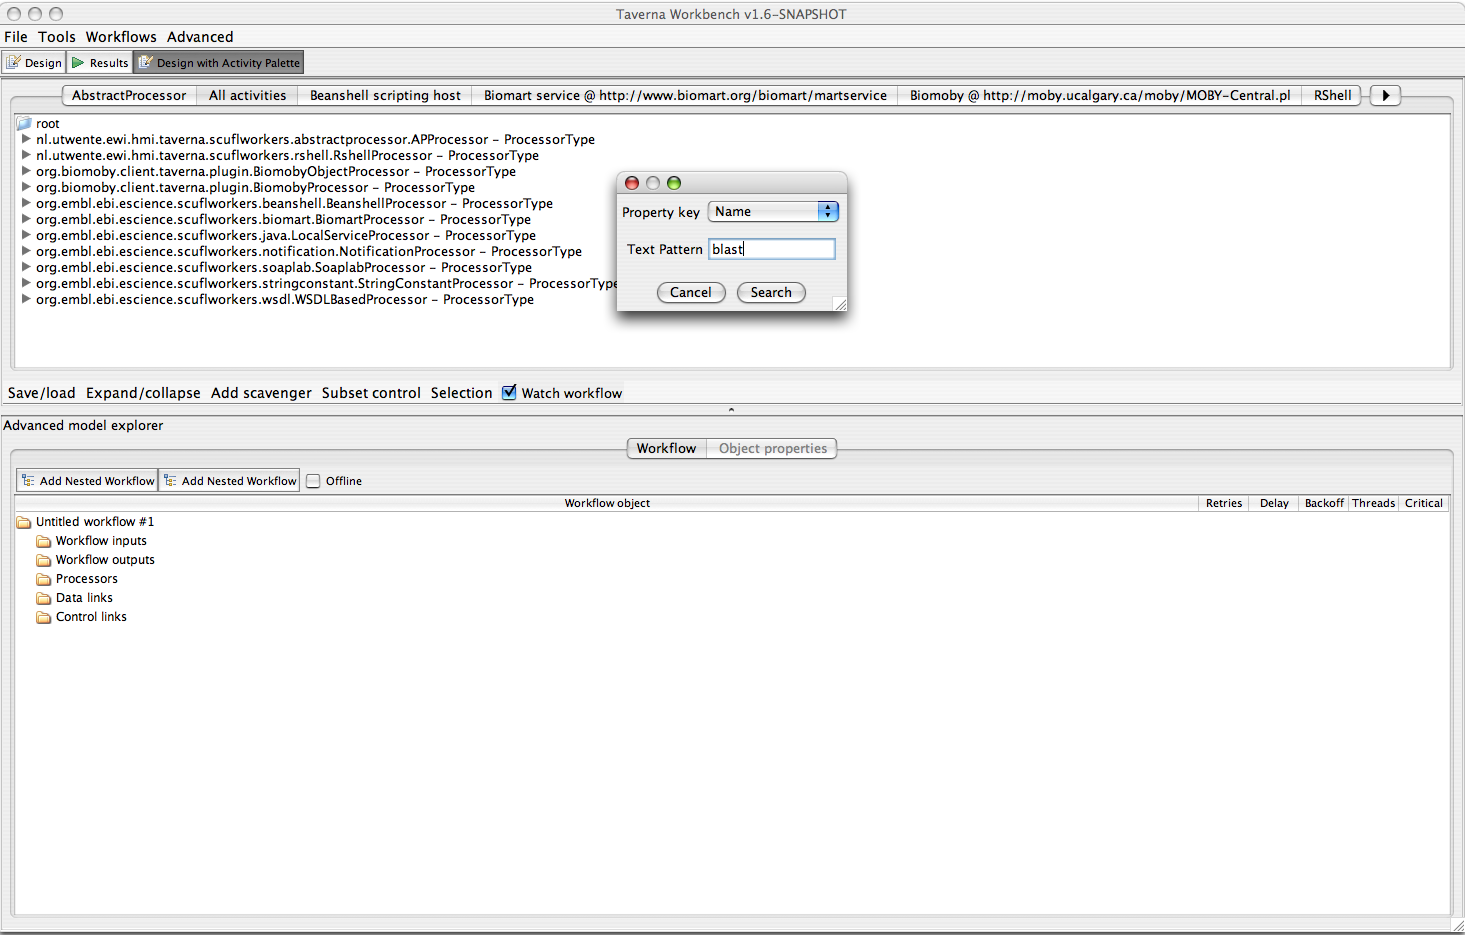 Taverna Workbench v1.6-SNAPSHOT
File Tools Workflows Advanced
Design Results Design with Activity Palette
AbstractProcessor All activities Beanshell scripting host Biomart service @ http://www.biomart.org/biomart/martservice Biomoby @ http://moby.ucalgary.ca/moby/MOBY-Central.pl RShell
root
nl.utwente.ewi.hmi.taverna.scuflworkers.abstractprocessor.APProcessor - ProcessorType
nl.utwente.ewi.hmi.taverna.scuflworkers.rshell.RshellProcessor - ProcessorType
org.biomoby.client.taverna.plugin.BiomobyObjectProcessor - ProcessorType
org.biomoby.client.taverna.plugin.BiomobyProcessor - ProcessorType
org.embl.ebi.escience.scuflworkers.beanshell.BeanshellProcessor - ProcessorType
org.embl.ebi.escience.scuflworkers.biomart.BiomartProcessor - ProcessorType
org.embl.ebi.escience.scuflworkers.java.LocalServiceProcessor - ProcessorType
org.embl.ebi.escience.scuflworkers.notification.NotificationProcessor - ProcessorType
org.embl.ebi.escience.scuflworkers.soaplab.SoaplabProcessor - ProcessorType
org.embl.ebi.escience.scuflworkers.stringconstant.StringConstantProcessor - ProcessorType
org.embl.ebi.escience.scuflworkers.wsdl.WSDLBasedProcessor - ProcessorType
Property key Name
Text Pattern blast
Cancel Search
Save/load Expand/collapse Add scavenger Subset control Selection Watch workflow
Advanced model explorer
Workflow Object properties
Add Nested Workflow Add Nested Workflow Offline
Workflow object Retries Delay Backoff Threads Critical
Untitled workflow #1
Workflow inputs
Workflow outputs
Processors
Data links
Control links